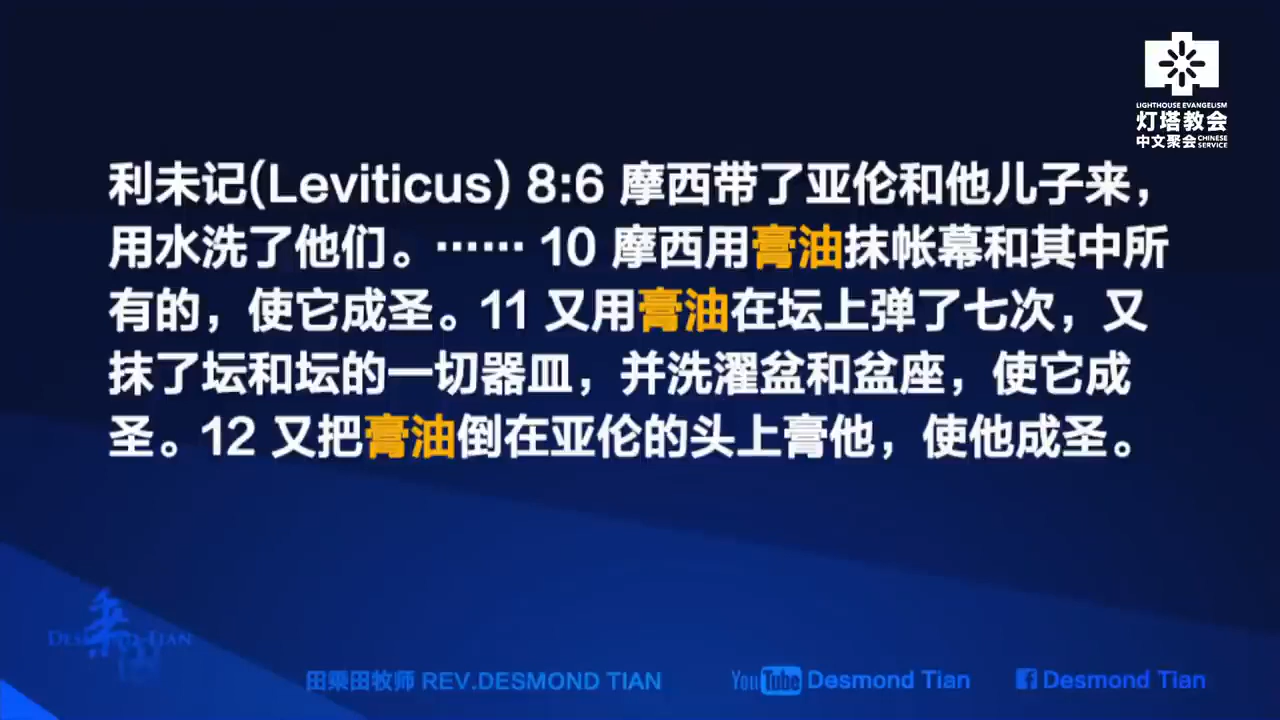 LIGHTHOUSE EVANGELISM
灯塔教会
中文聚会 CHINESE SERVICE
利未记(Leviticus) 8:6 摩西带了亚伦和他儿子来，
用水洗了他们。…… 10 摩西用膏油抹帐幕和其中所
有的，使它成圣。11 又用膏油在坛上弹了七次，又
抹了坛和坛的一切器皿，并洗濯盆和盆座，使它成
圣。12 又把膏油倒在亚伦的头上膏他，使他成圣。
DESMOND TIAN
田乘田牧师 REV.DESMOND TIAN
YouTube Desmond Tian
Desmond Tian